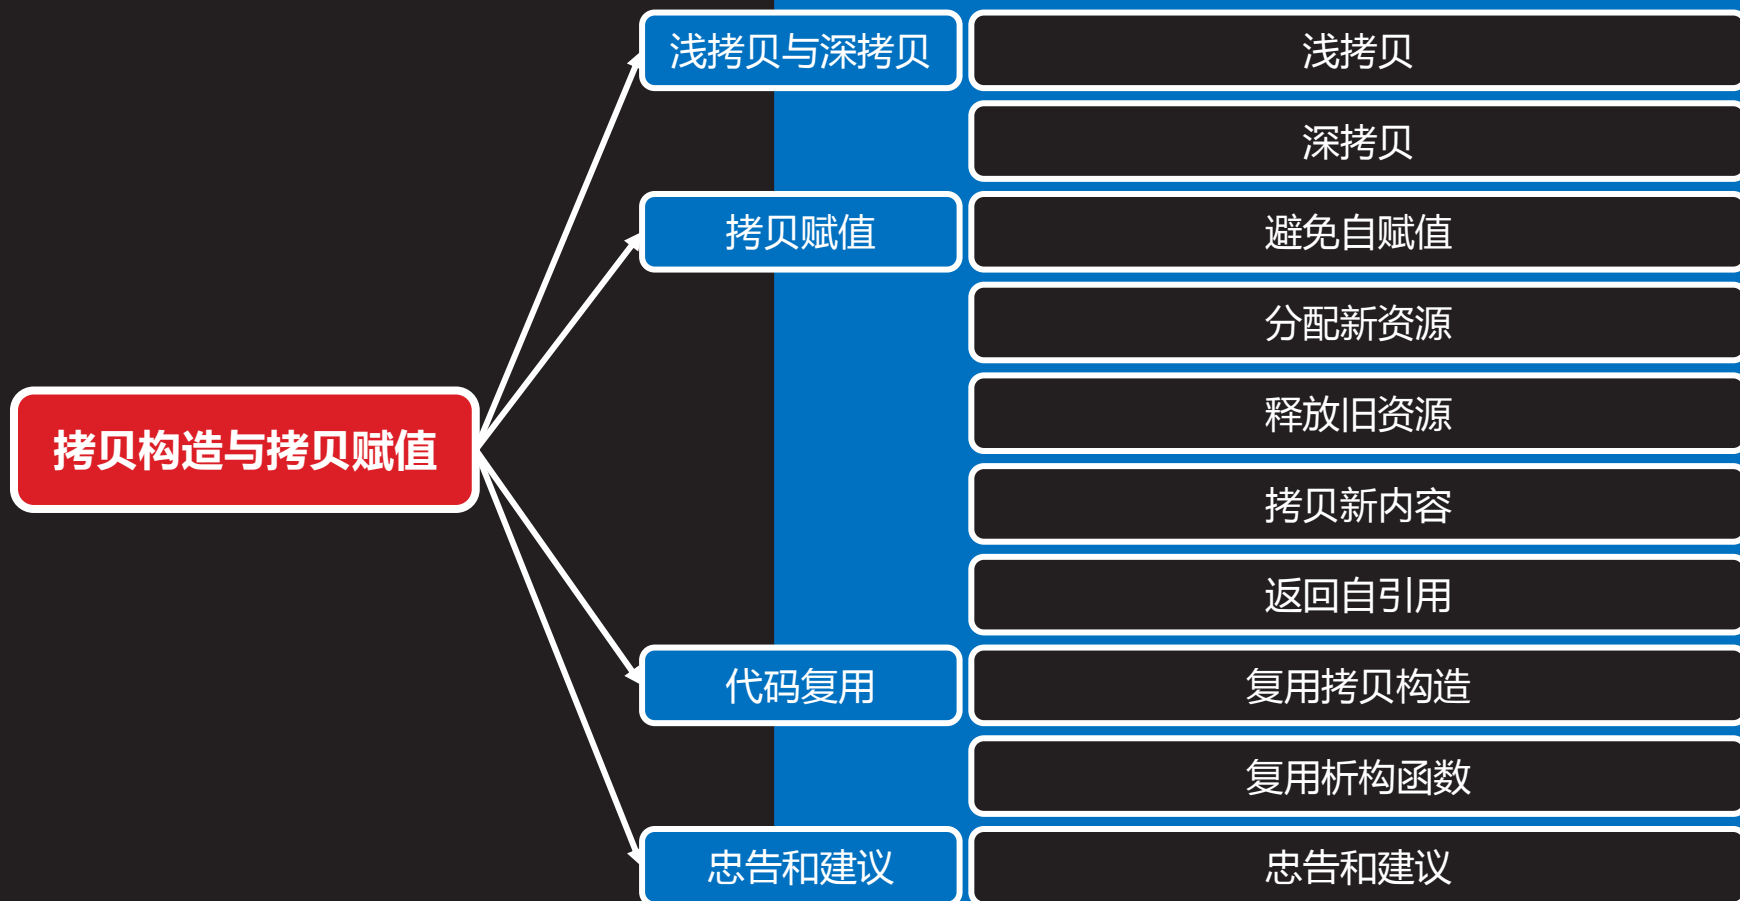 拷贝构造与拷贝赋值
浅拷贝与深拷贝
浅拷贝
深拷贝
拷贝赋值
避免自赋值
分配新资源
释放旧资源
拷贝新内容
返回自引用
代码复用
复用拷贝构造
复用析构函数
忠告和建议
忠告和建议